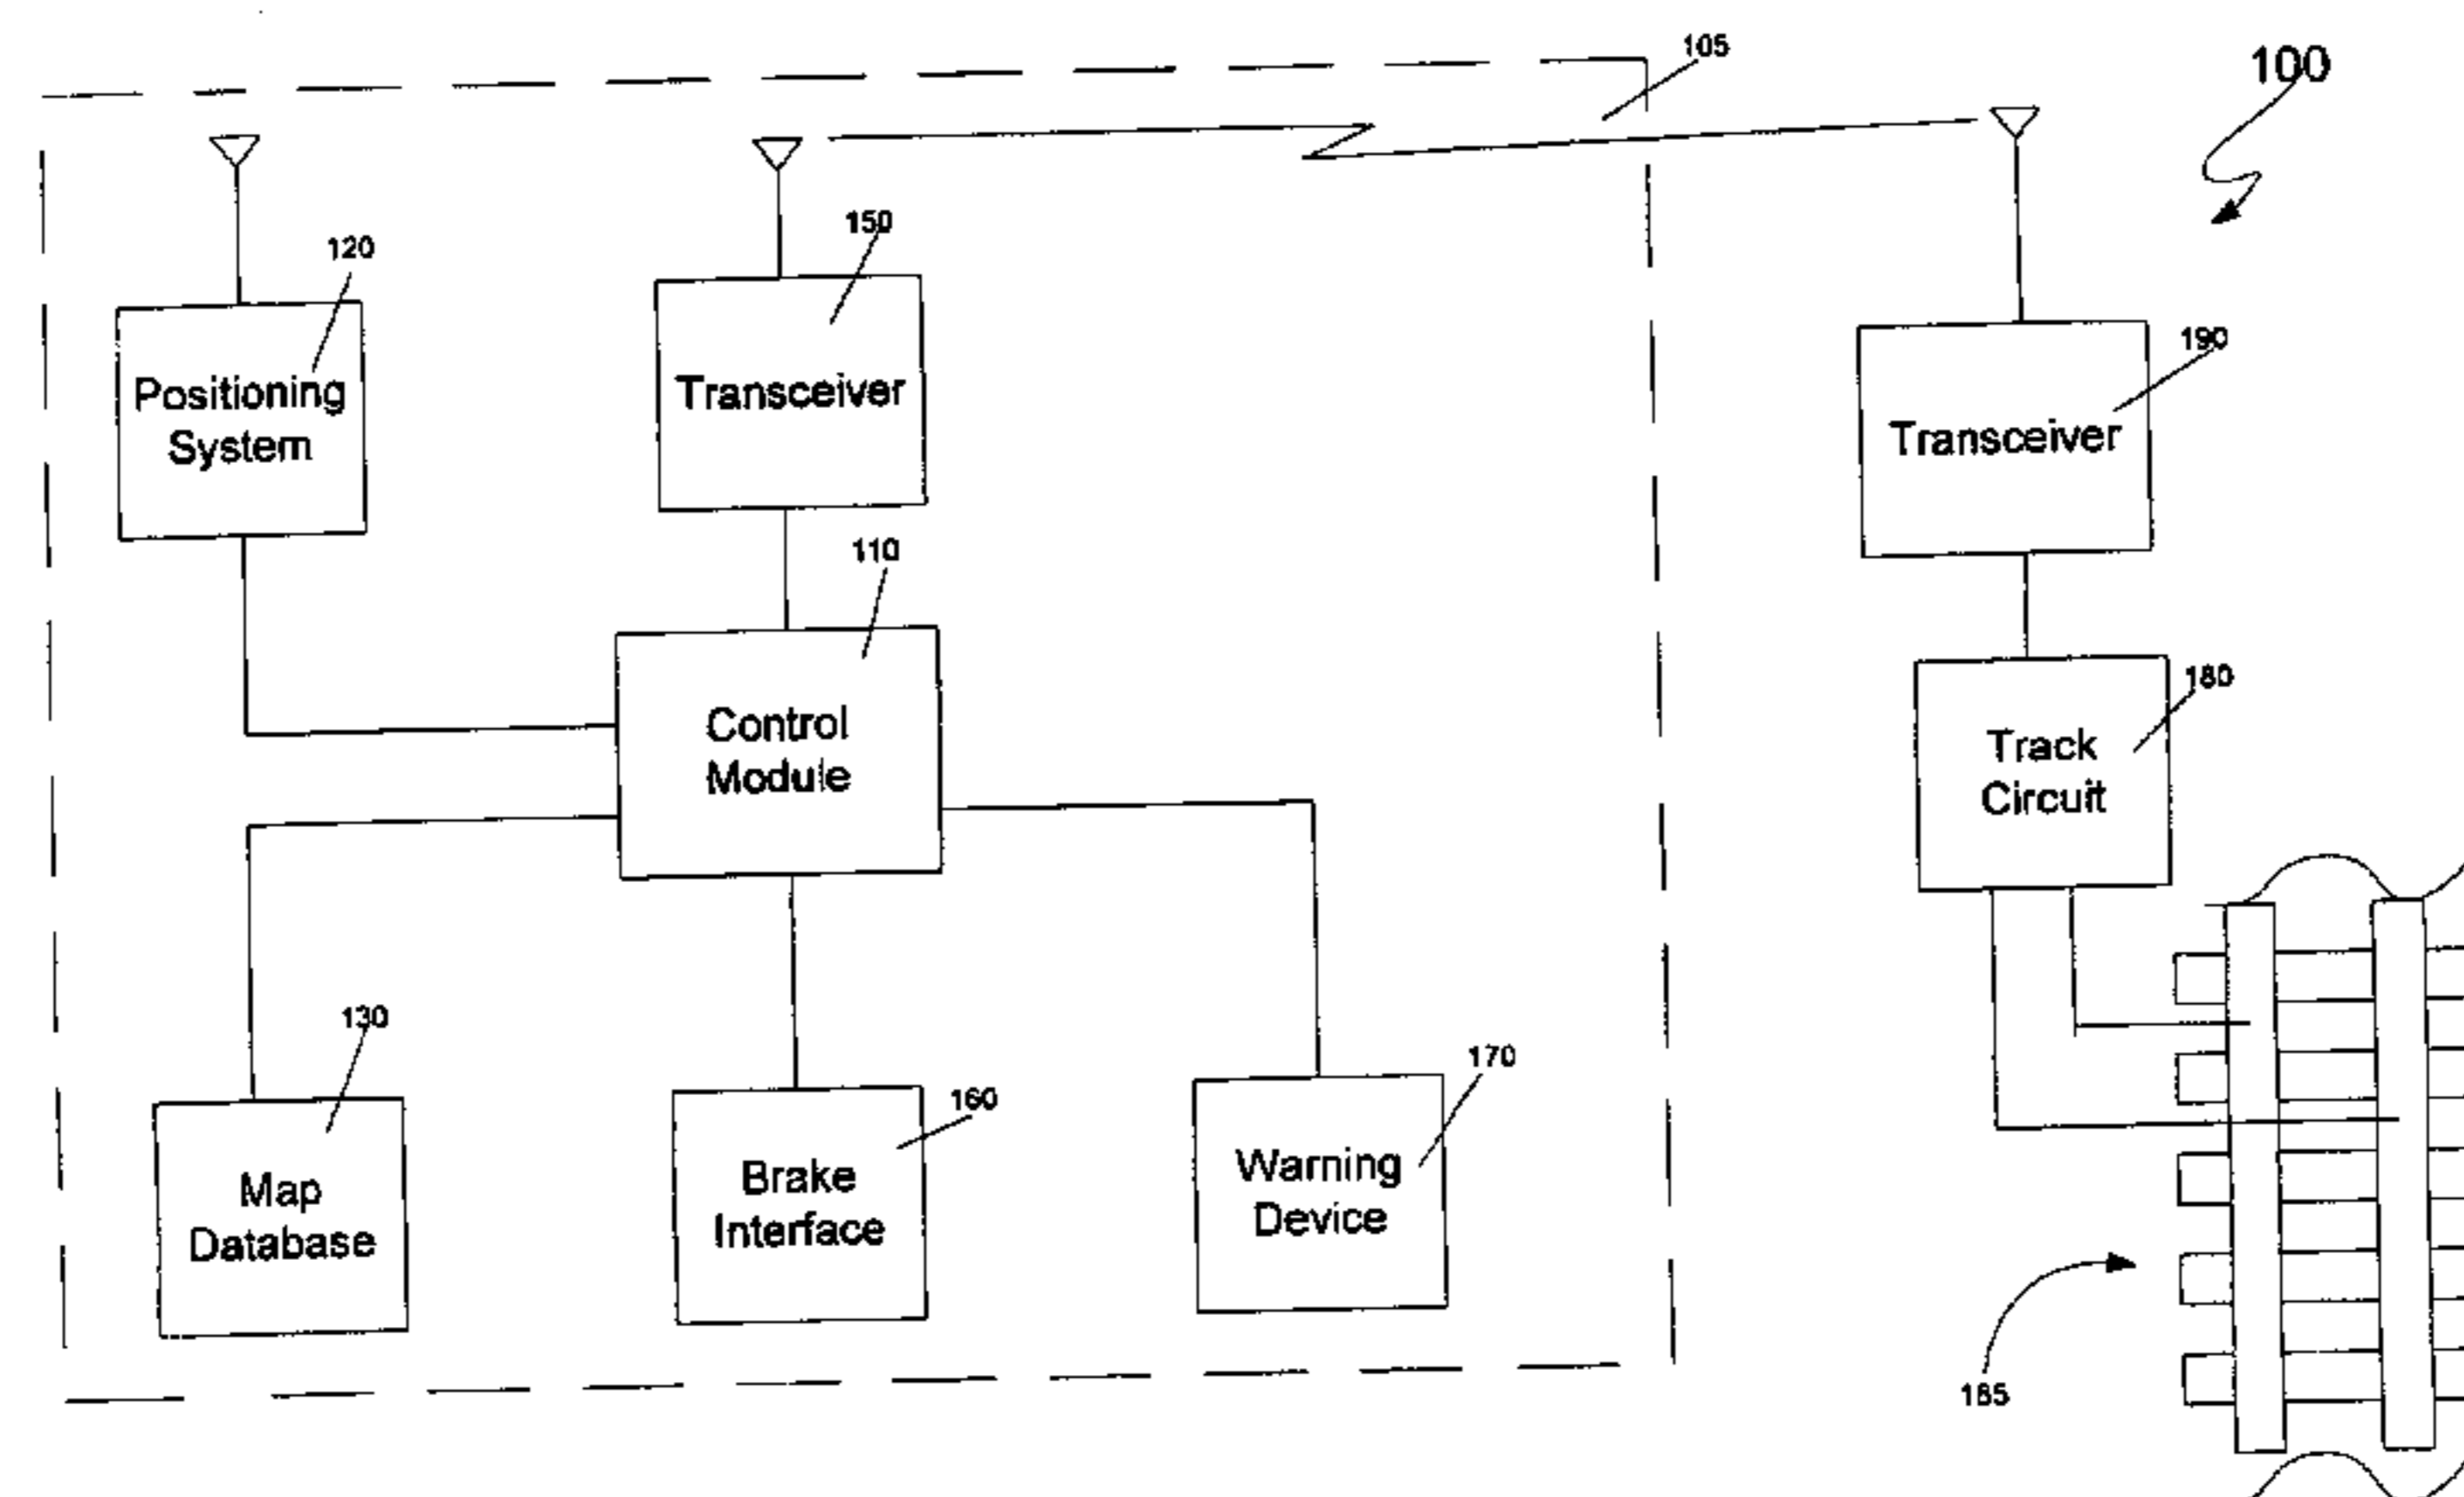 105
100
150
120
190
Transceiver
Positioning
System
Transceiver
110
180
Control
Module
Track
Circuit
130
170
160
Warning
Device
Brake
Interface
Map
Database
185